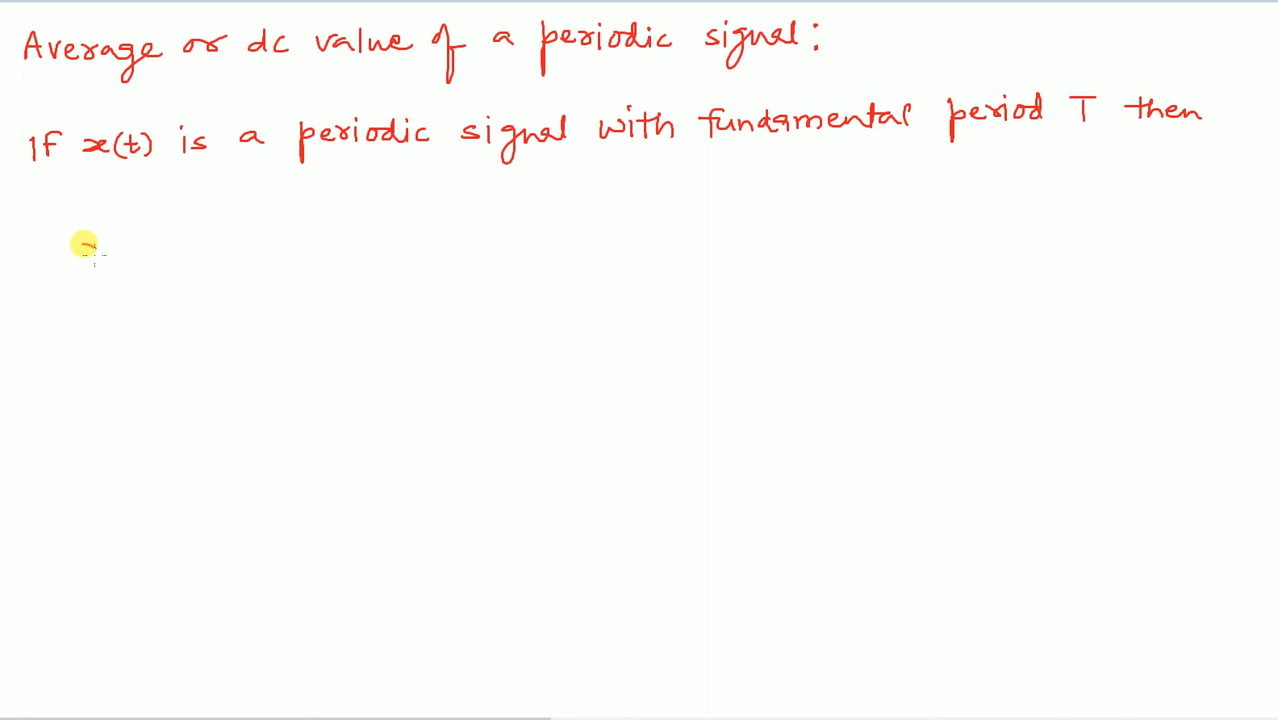 Average or dc value of a periodic signal:
If x(t) is a periodic signal with fundamental period T then